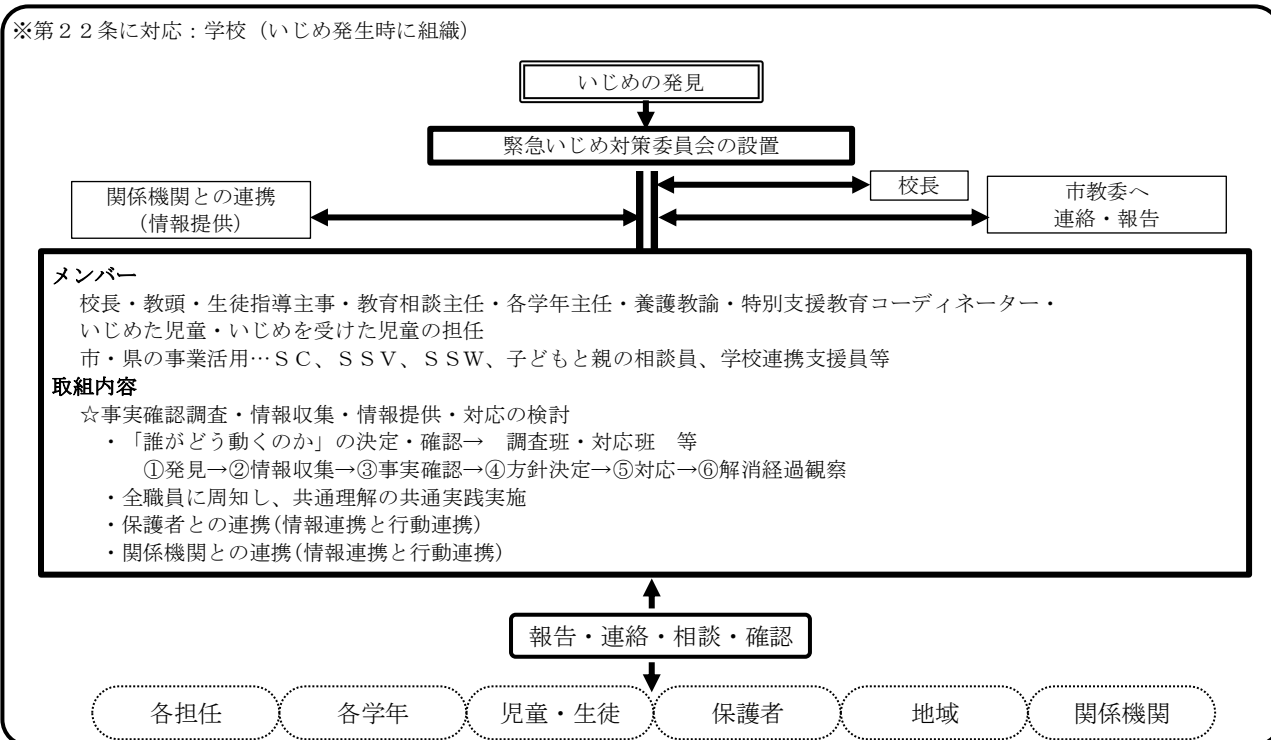 ※第２２条に対応：学校（いじめ発生時に組織）
いじめの発見
緊急いじめ対策委員会の設置
校長
関係機関との連携
(情報提供)
市教委へ
連絡・報告
メンバー
校長・教頭・生徒指導主事・教育相談主任・各学年主任・養護教諭・特別支援教育コーディネーター・
いじめた児童・いじめを受けた児童の担任
市・県の事業活用…ＳＣ、ＳＳＶ、ＳＳＷ、子どもと親の相談員、学校連携支援員等
取組内容
☆事実確認調査・情報収集・情報提供・対応の検討
・「誰がどう動くのか」の決定・確認→　調査班・対応班　等
①発見→②情報収集→③事実確認→④方針決定→⑤対応→⑥解消経過観察
・全職員に周知し、共通理解の共通実践実施
・保護者との連携(情報連携と行動連携)
・関係機関との連携(情報連携と行動連携)
報告・連絡・相談・確認
各担任
各学年
児童・生徒
保護者
地域
関係機関